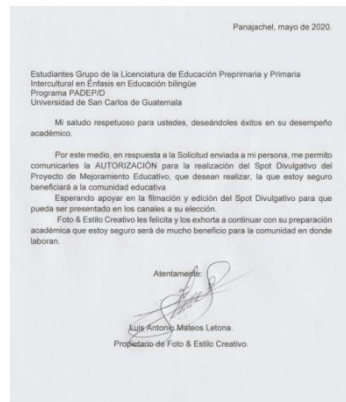 Panajachel, mayo de 2020.
Estudiantes Grupo de la Licenciatura de Educación Preprimaria y Primaria
Intercultural en Énfasis en Educación bilingüe
Programa PADEP/D
Universidad de San Carlos de Guatemala
Mi saludo respetuoso para ustedes, deseándoles éxitos en su desempeño
académico.
Por este medio, en respuesta a la Solicitud enviada a mi persona, me permito
comunicarles la AUTORIZACIÓN para la realización del Spot Divulgativo del
Proyecto de Mejoramiento Educativo, que desean realizar, la que estoy seguro
beneficiará a la comunidad educativa
Esperando apoyar en la filmación y edición del Spot Divulgativo para que
pueda ser presentado en los canales a su elección.
Foto & Estilo Creativo les felicita y los exhorta a continuar con su preparación
académica que estoy seguro será de mucho beneficio para la comunidad en donde
laboran.
Atentamente:
Luis Antonio Mateos Letona.
Propietario de Foto & Estilo Creativo.